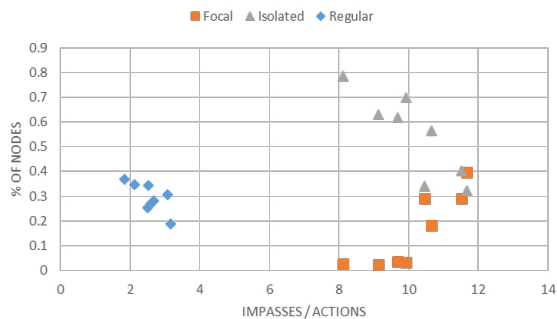 Focal Isolated Regular
0.9
0.8
0.7
0.6
0.5
0.4
0.3
0.2
0.1
0
% OF NODES
0 2 4 6 8 10 12 14
IMPASSES / ACTIONS